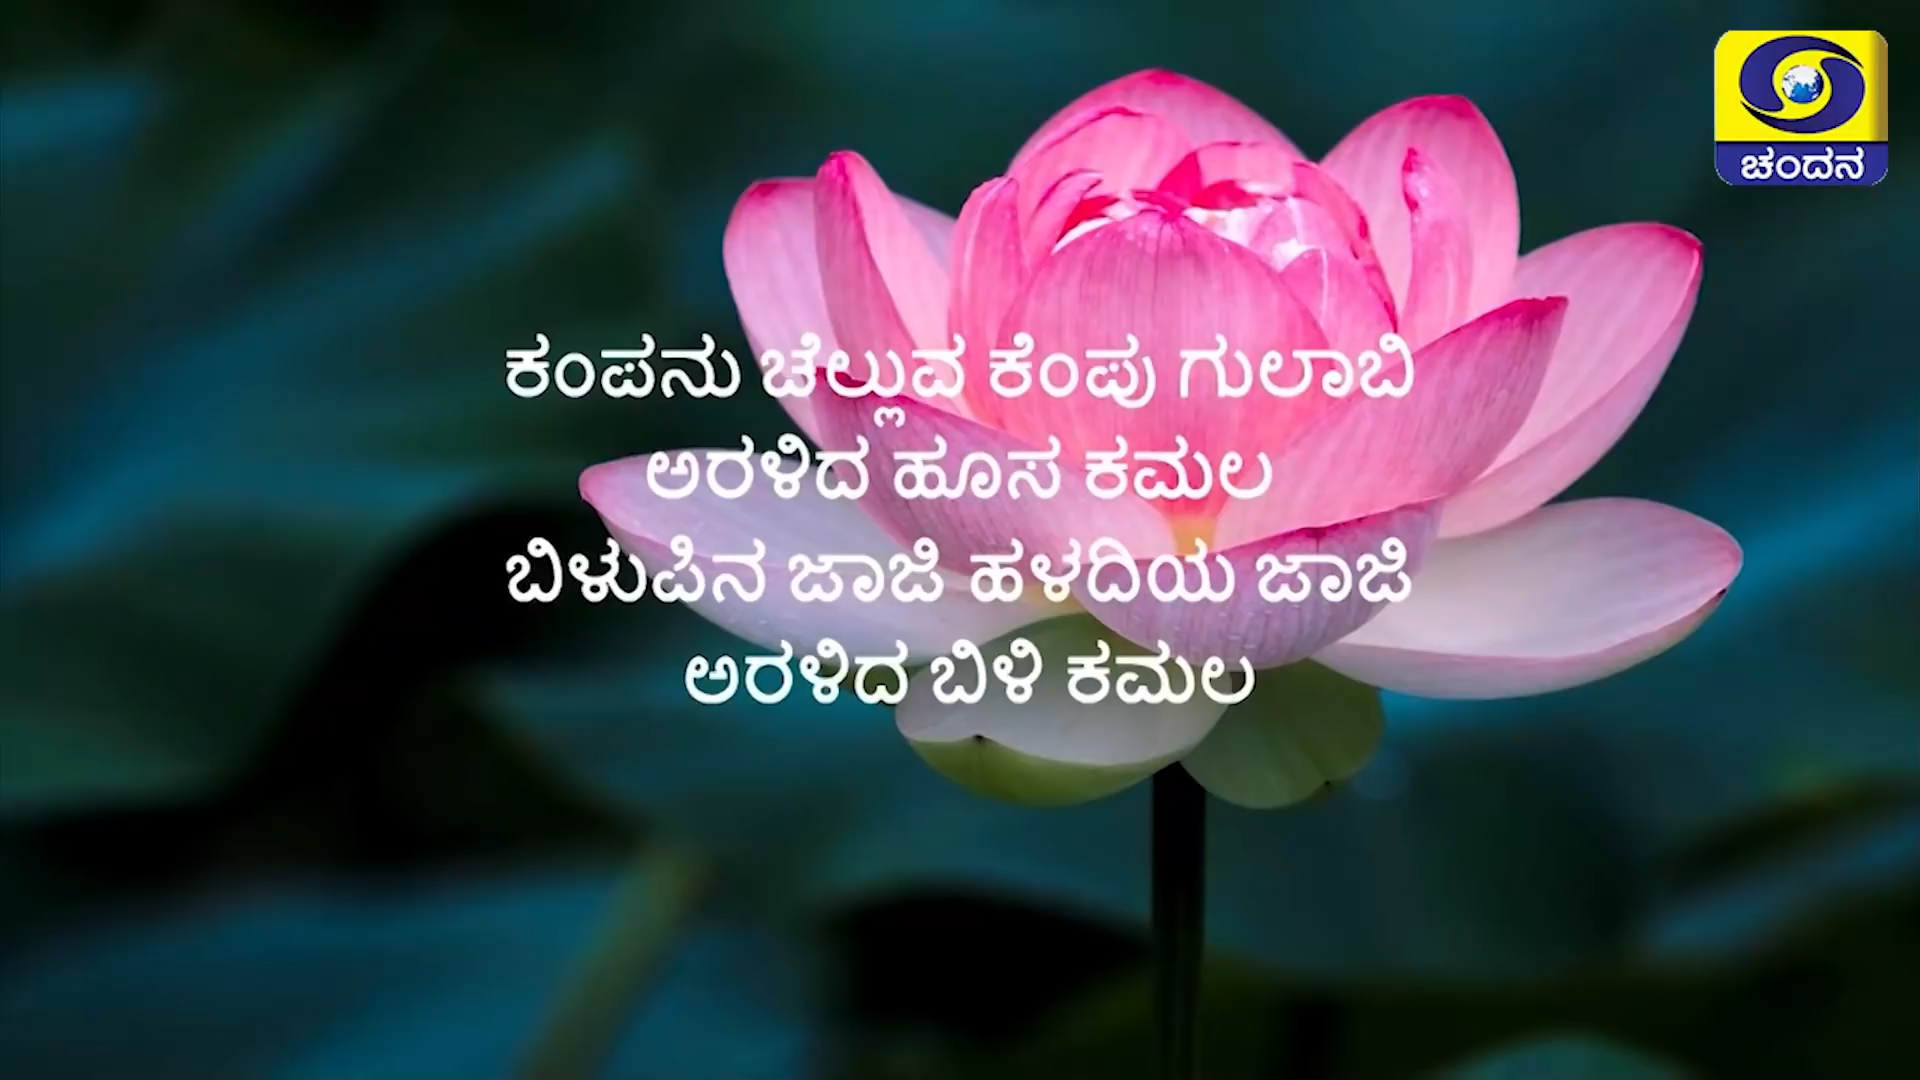 ಚಂದನ
ಕಂಪನು ಚೆಲ್ಲುವ ಕೆಂಪು ಗುಲಾಬಿ
ಅರಳಿದ ಹೂಸ ಕಮಲ
ಬಿಳುಪಿನ ಜಾಜಿ ಹಳದಿಯ ಜಾಜಿ
ಅರಳಿದ ಬಿಳಿ ಕಮಲ